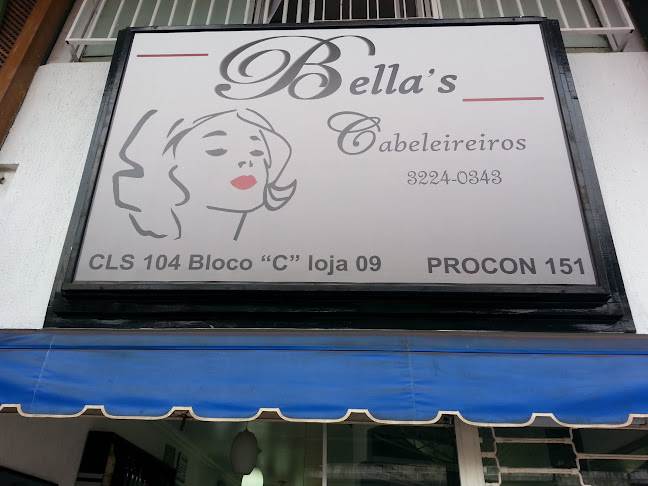 Bella's
Cabeleireiros
3224-0343
CLS 104 Bloco “C” loja 09 PROCON 151